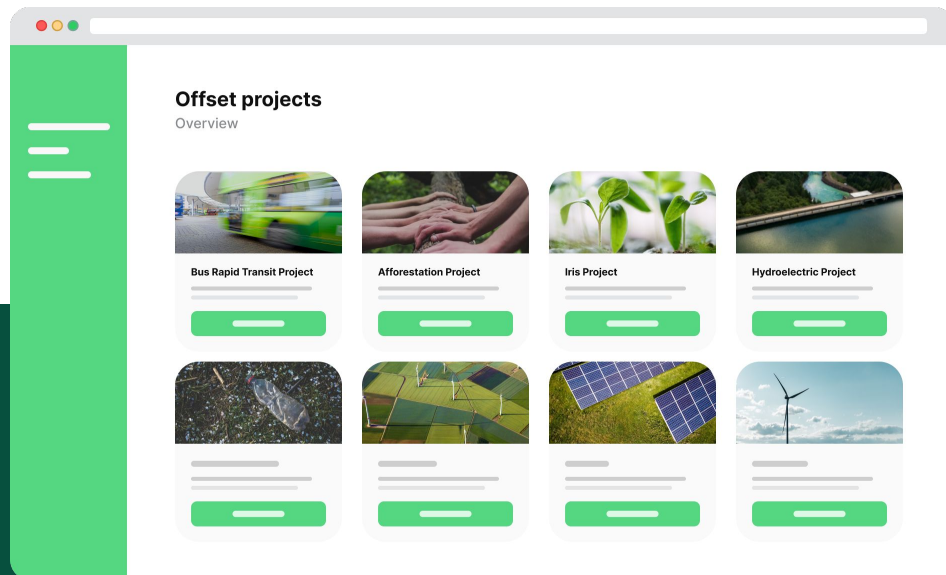 Offset projects
Overview
Bus Rapid Transit Project
Afforestation Project
Iris Project
Hydroelectric Project